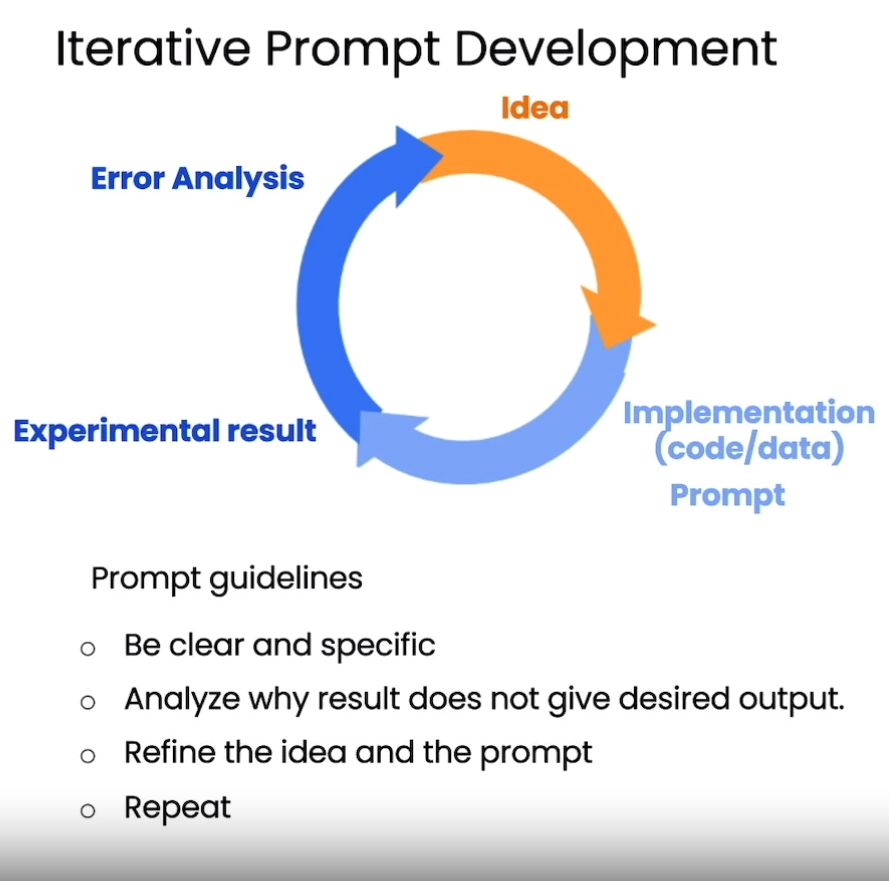 Iterative Prompt Development
Idea
Error Analysis
Experimental result
Implementation
(code/data)
Prompt
Prompt guidelines
o Be clear and specific
o Analyze why result does not give desired output.
o Refine the idea and the prompt
o Repeat